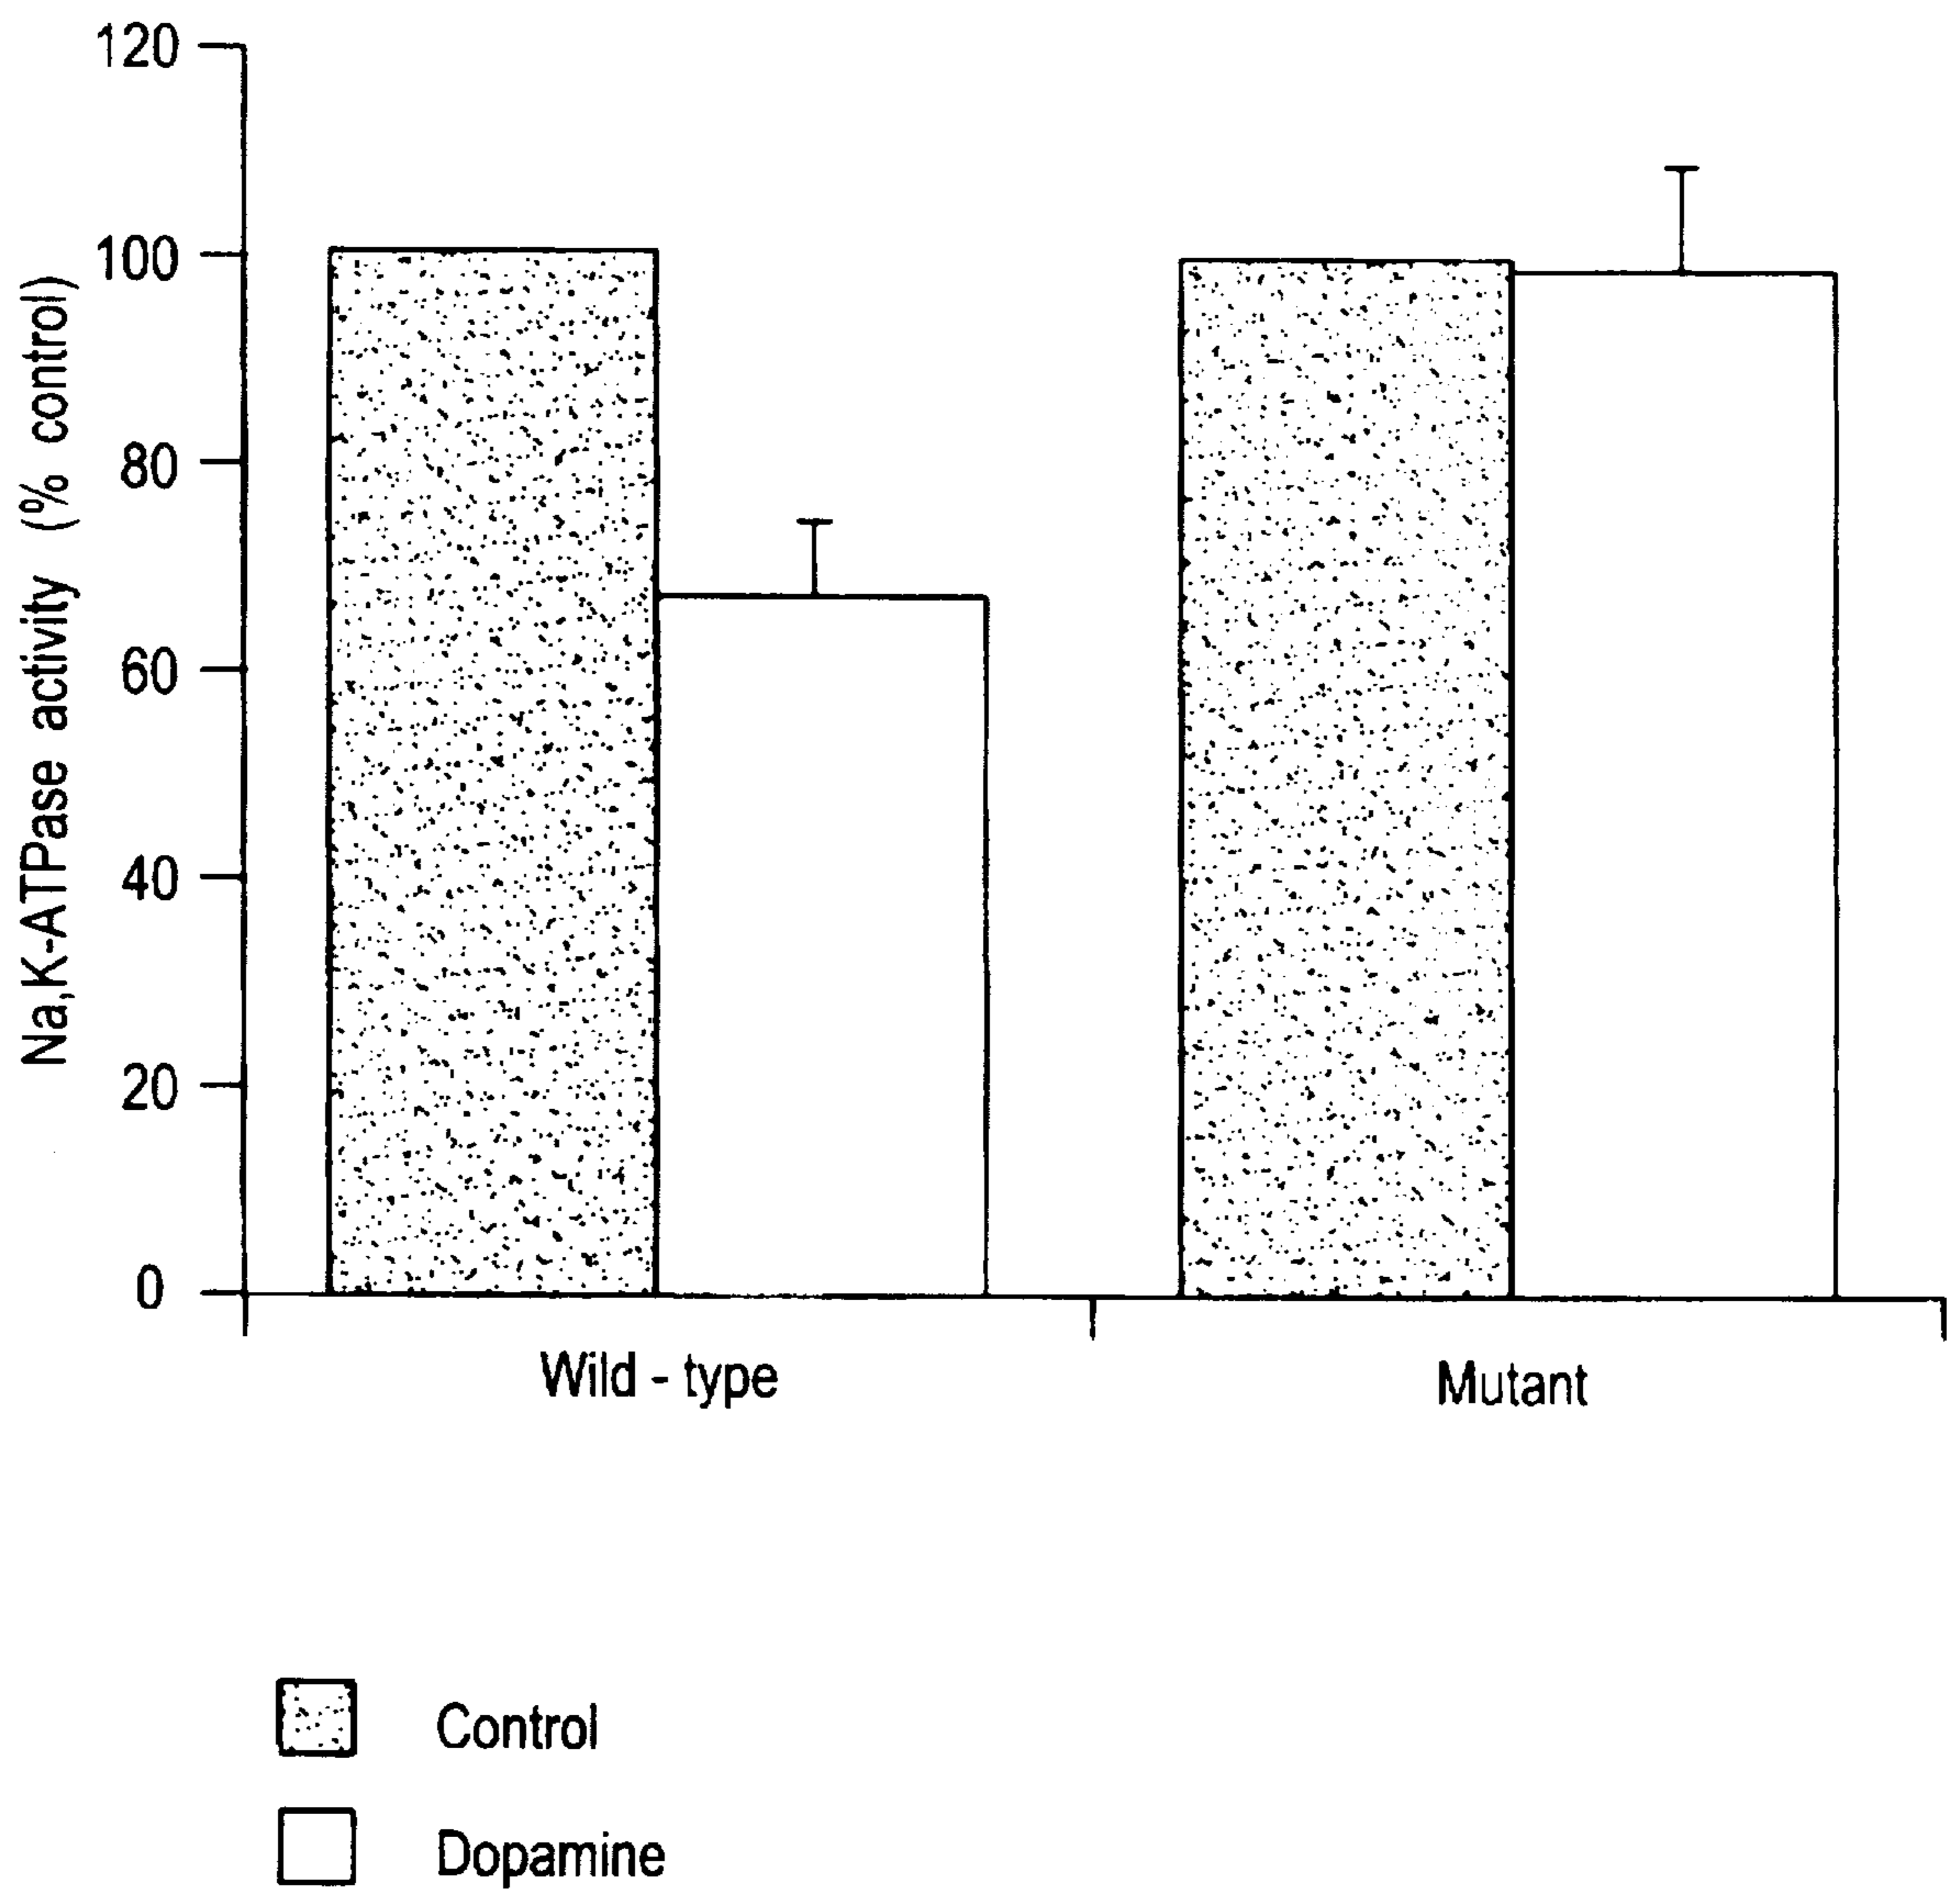 Na,K-ATPase activity (% control)
120
100
80
60
40
20
0
Wild - type
Mutant
Control
Dopamine